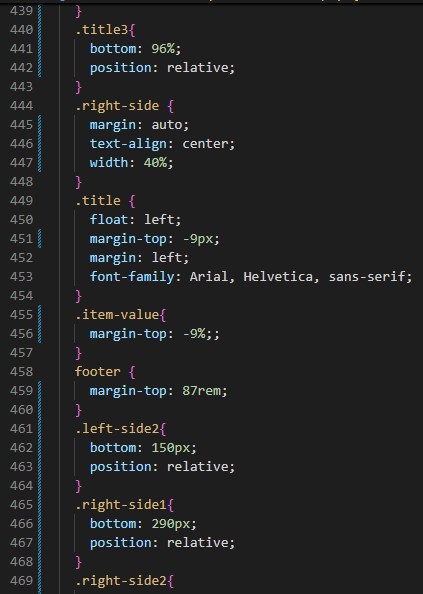 439 }
440 .title3{
441 bottom: 96%;
442 position: relative;
443 }
444 .right-side {
445 margin: auto;
446 text-align: center;
447 width: 40%;
448 }
449 .title {
450 float: left;
451 margin-top: -9px;
452 margin: left;
453 font-family: Arial, Helvetica, sans-serif;
454 }
455 .item-value{
456 margin-top: -9%;;
457 }
458 footer {
459 margin-top: 87rem;
460 }
461 .left-side2{
462 bottom: 150px;
463 position: relative;
464 }
465 .right-side1{
466 bottom: 290px;
467 position: relative;
468 }
469 .right-side2{